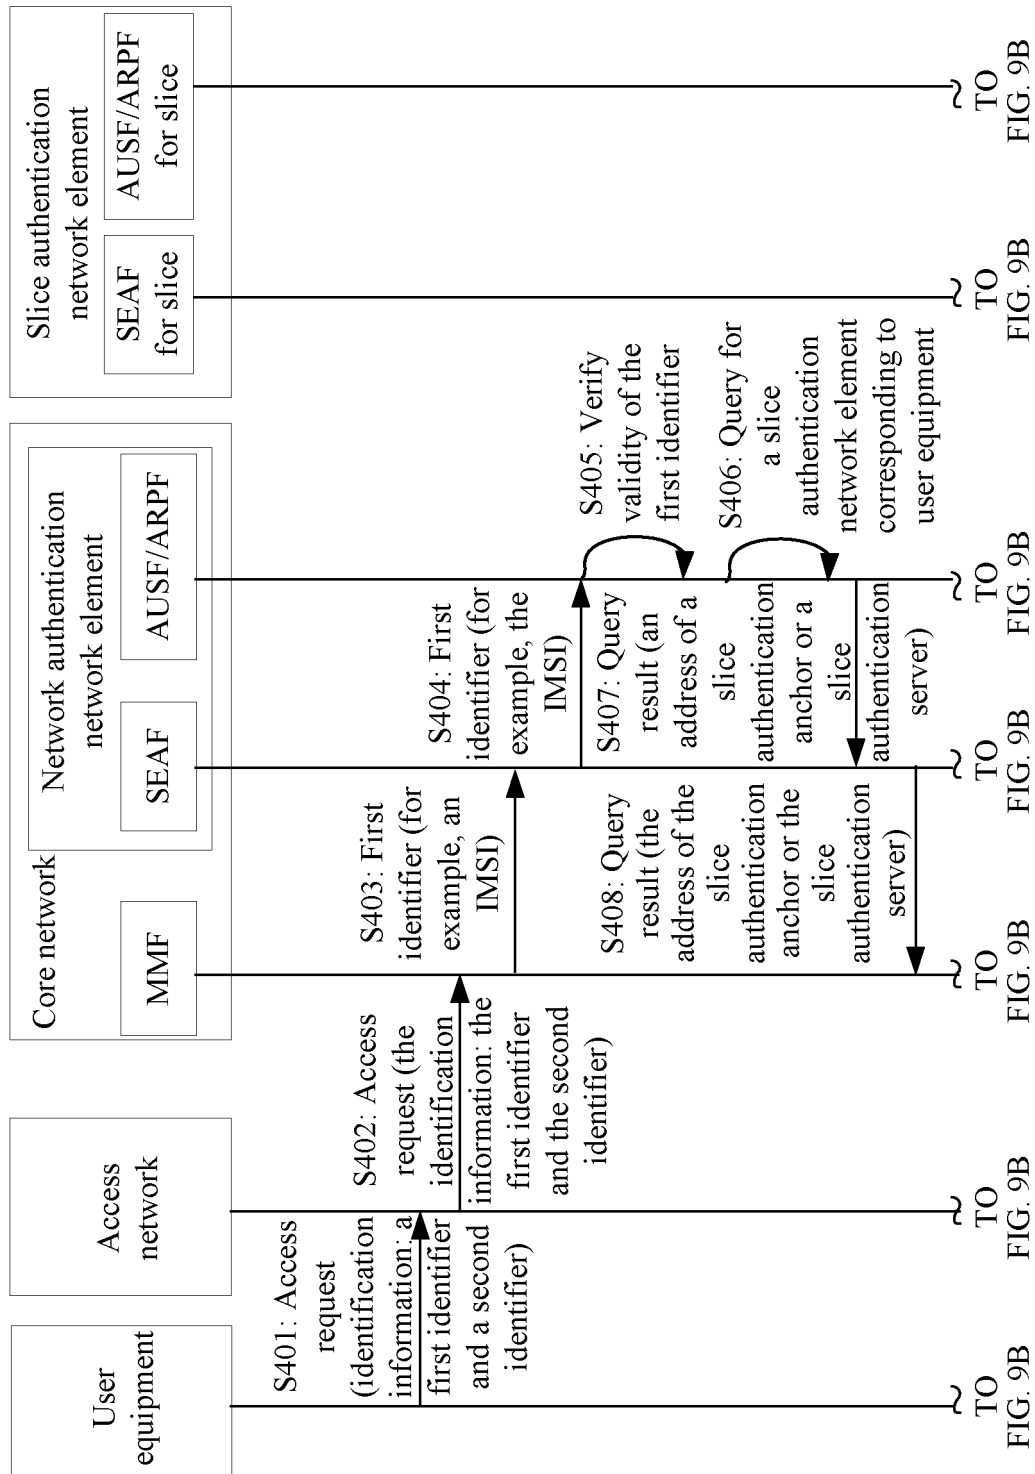 User
equipment
Access
network
Core network
MMF
Network authentication
network element
SEAF
AUSF/ARPF
Slice authentication
network element
SEAF
for slice
AUSF/ARPF
for slice
S401: Access
request
(identification
information: a
first identifier
and a second
identifier)
S402: Access
request (the
identification
information: the
first identifier
and the second
identifier)
S403: First
identifier (for
example, an
IMSI)
S404: First
identifier (for
example, the
IMSI)
S405: Verify
validity of the
first identifier
S406: Query for
a slice
authentication
network element
corresponding to
user equipment
S407: Query
result (an
address of a
slice
authentication
anchor or a
slice
authentication
server)
S408: Query
result (the
address of the
slice
authentication
anchor or the
slice
authentication
server)
TO
FIG. 9B
TO
FIG. 9B
TO
FIG. 9B
TO
FIG. 9B
TO
FIG. 9B
TO
FIG. 9B
TO
FIG. 9B